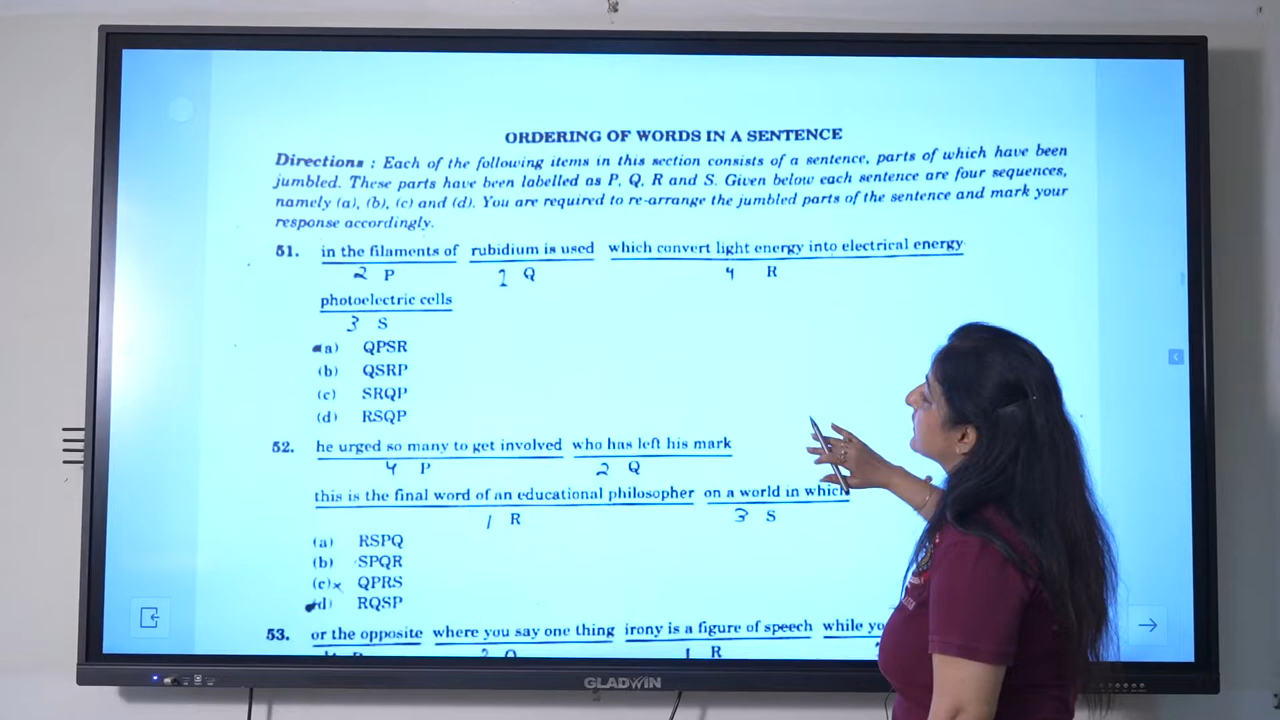 ORDERING OF WORDS IN A SENTENCE
Directions : Each of the following items in this section consists of a sentence, parts of which have been
jumbled. These parts have been labelled as P, Q, R and S. Given below each sentence are four sequences,
namely (a), (b), (c) and (d). You are required to re-arrange the jumbled parts of the sentence and mark your
response accordingly.
51. in the filaments of rubidium is used which convert light energy into electrical energy
2 P 1 Q 4 R
photoelectric cells
3 S
(a) QPSR
(b) QSRP
(c) SRQP
(d) RSQP
52. he urged so many to get involved who has left his mark
4 P 2 Q
this is the final word of an educational philosopher on a world in which
1 R 3 S
(a) RSPQ
(b) SPQR
(c)x QPRS
(d) RQSP
53. or the opposite where you say one thing irony is a figure of speech while
1 R
GLADWIN